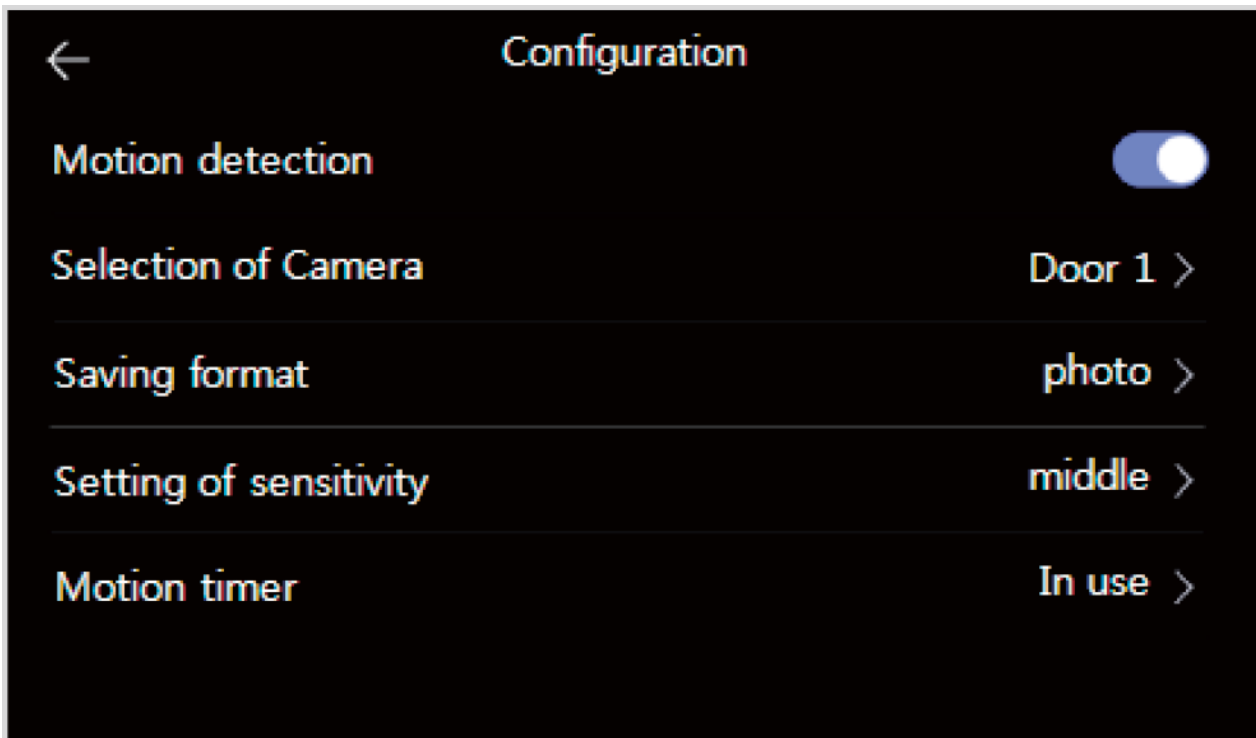 Configuration
Motion detection
Selection of Camera Door 1
Saving format photo
Setting of sensitivity middle
Motion timer In use